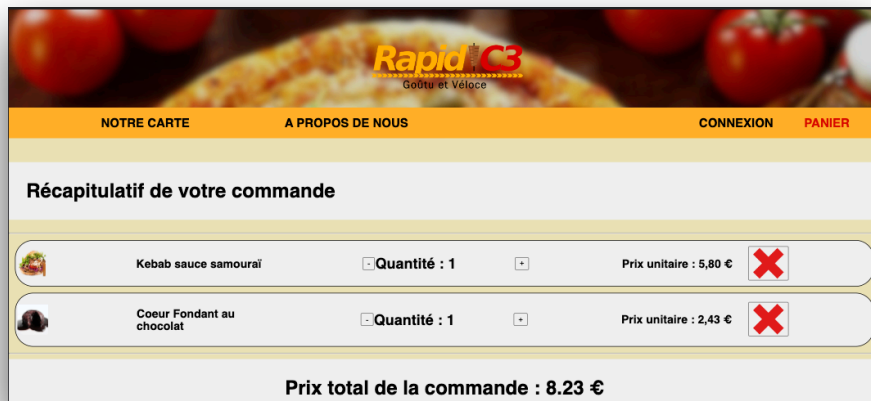 Rapid C3
Goûtu et Véloce
NOTRE CARTE A PROPOS DE NOUS CONNEXION PANIER
Récapitulatif de votre commande
Kebab sauce samouraï - Quantité : 1 + Prix unitaire : 5,80 €
Coeur Fondant au
chocolat - Quantité : 1 + Prix unitaire : 2,43 €
Prix total de la commande : 8.23 €